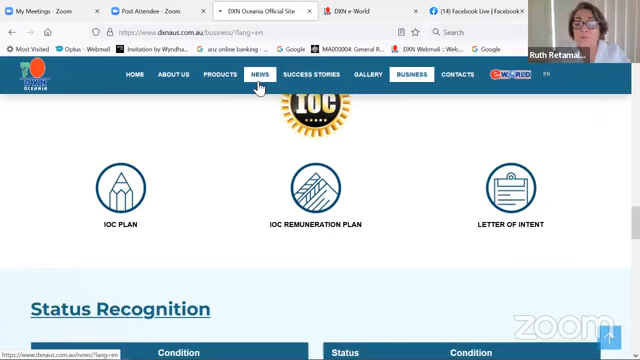 My Meetings - Zoom
Post Attendee - Zoom
DXN Oceania Official Site
DXN e-World
(14) Facebook Live | Facebook
https://www.dxnaus.com.au/business/?lang=en
Search
Most Visited
Optus - Webmail
Invitation by Wyndha...
anz online banking - ...
Google
MA000004: General R...
DXN Webmail :: Welc...
Google
Ruth Retamal...
DXN
OCEANIA
HOME
ABOUT US
PRODUCTS
NEWS
SUCCESS STORIES
GALLERY
BUSINESS
CONTACTS
eWORLD
EN
IOC
IOC PLAN
IOC REMUNERATION PLAN
LETTER OF INTENT
Status Recognition
Condition
Status
Condition
zoom
https://www.dxnaus.com.au/news/?lang=en